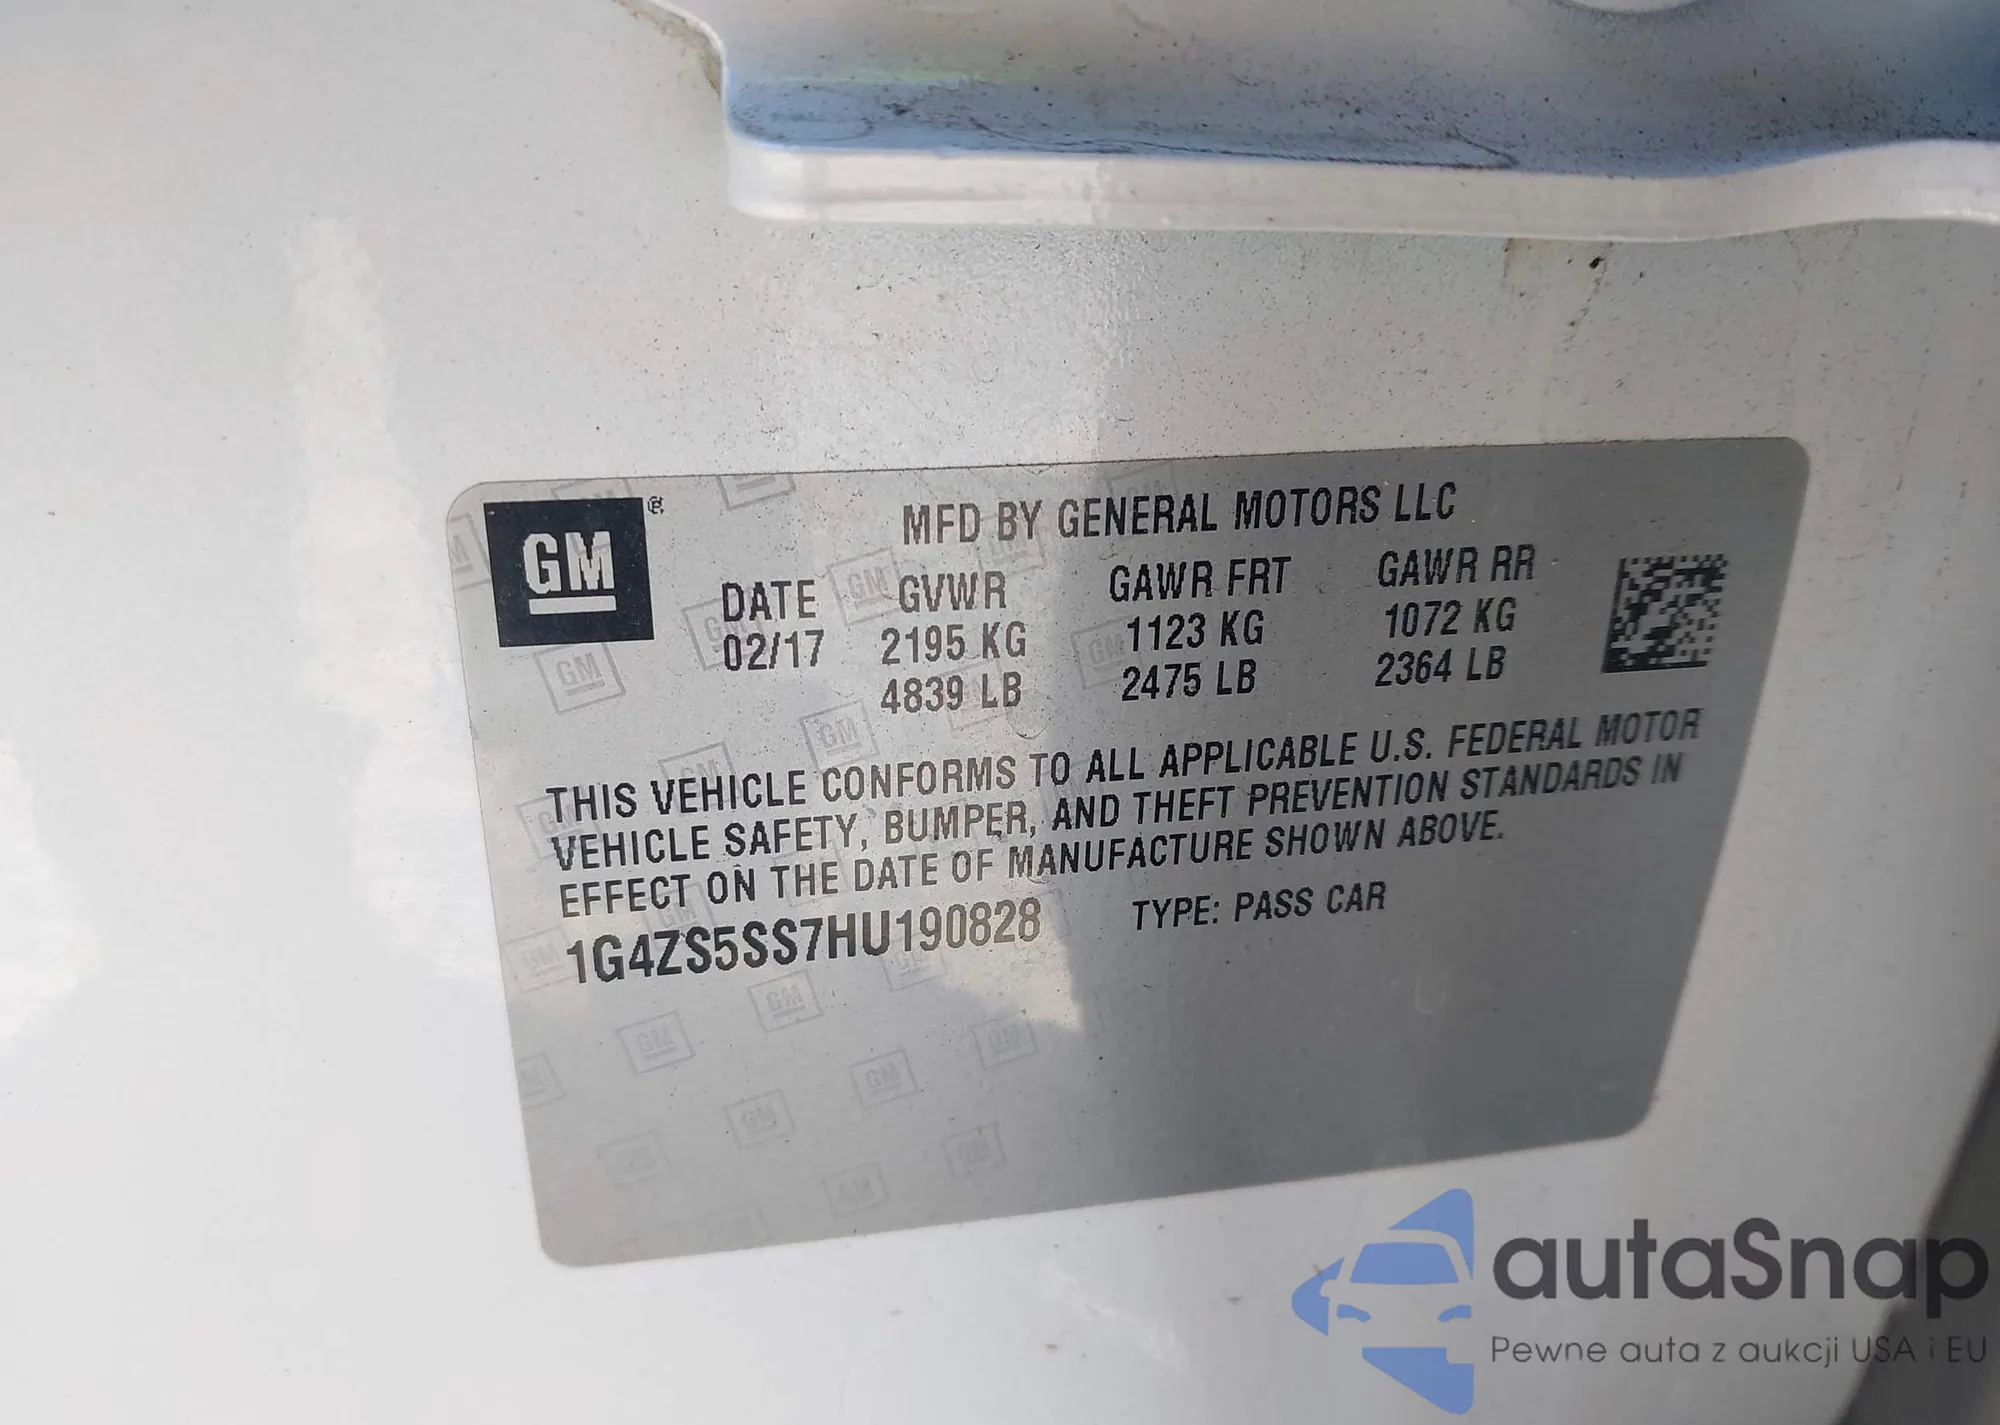 GM®
MFD BY GENERAL MOTORS LLC
DATE GVWR GAWR FRT GAWR RR
02/17 2195 KG 1123 KG 1072 KG
4839 LB 2475 LB 2364 LB
THIS VEHICLE CONFORMS TO ALL APPLICABLE U.S. FEDERAL MOTOR
VEHICLE SAFETY, BUMPER, AND THEFT PREVENTION STANDARDS IN
EFFECT ON THE DATE OF MANUFACTURE SHOWN ABOVE.
1G4ZS5SS7HU190828 TYPE: PASS CAR
autaSnap
Pewne auta z aukcji USA i EU